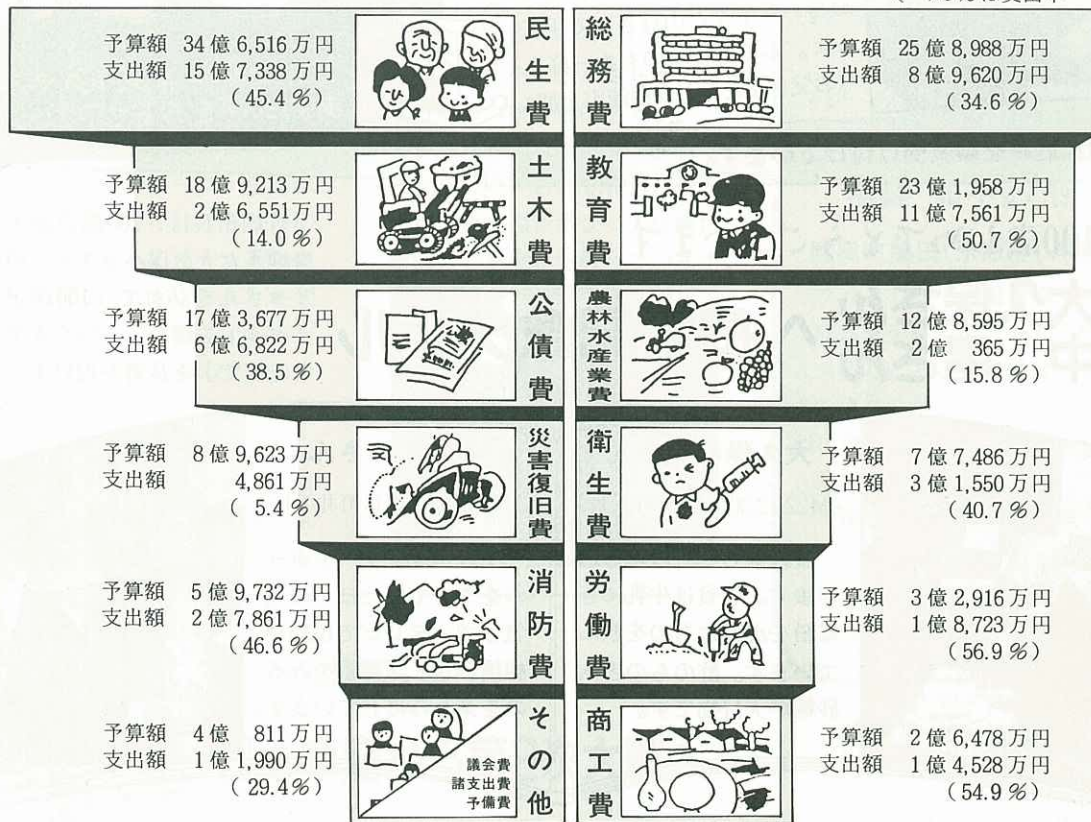 予算額 34億6,516万円
支出額 15億7,338万円
(45.4%)
民生費
総務費
予算額 25億8,988万円
支出額 8億9,620万円
(34.6%)
予算額 18億9,213万円
支出額 2億6,551万円
(14.0%)
土木費
教育費
予算額 23億1,958万円
支出額 11億7,561万円
(50.7%)
予算額 17億3,677万円
支出額 6億6,822万円
(38.5%)
公債費
農林水産業費
予算額 12億8,595万円
支出額 2億 365万円
(15.8%)
予算額 8億9,623万円
支出額 4,861万円
(5.4%)
災害復旧費
衛生費
予算額 7億7,486万円
支出額 3億1,550万円
(40.7%)
予算額 5億9,732万円
支出額 2億7,861万円
(46.6%)
消防費
労働費
予算額 3億2,916万円
支出額 1億8,723万円
(56.9%)
予算額 4億 811万円
支出額 1億1,990万円
(29.4%)
議会費
諸支出費
予備費
その他
商工費
予算額 2億6,478万円
支出額 1億4,528万円
(54.9%)